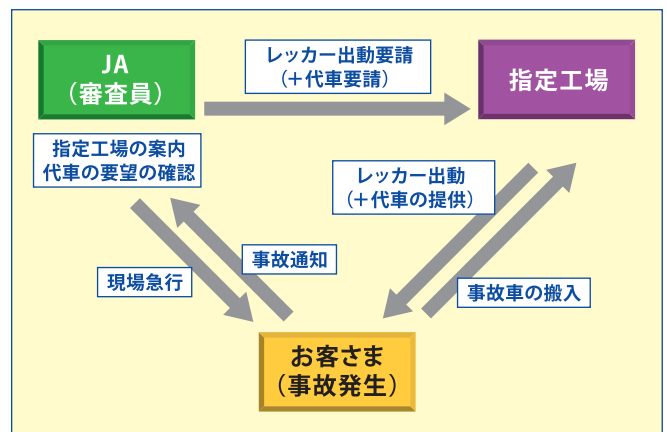 JA
（審査員）
レッカー出動要請
（＋代車要請）
指定工場
指定工場の案内
代車の要望の確認
レッカー出動
（＋代車の提供）
事故通知
現場急行
事故車の搬入
お客さま
（事故発生）